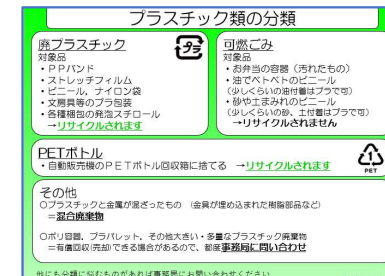 プラスチック類の分類
廃プラスチック
プラ
対象品
・PPバンド
・ストレッチフィルム
・ビニール、ナイロン袋
・文房具等のプラ包装
・各種梱包の発泡スチロール
→リサイクルされます
可燃ごみ
対象品
・お弁当の容器（汚れたもの）
・油でベトベトのビニール
（少しくらいの油付着はプラで可）
・砂や土まみれのビニール
（少しくらいの砂、土付着はプラで可）
→リサイクルされません
PETボトル
・自動販売機のPETボトル回収箱に捨てる →リサイクルされます
1
PET
その他
○プラスチックと金属が混ざったもの （金具が埋め込まれた樹脂部品など）
＝混合廃棄物
○ポリ容器、プラパレット、その他大きい・多量なプラスチック廃棄物
＝有価回収(売却)できる場合があるので、都度事務局に問い合わせ
他にも分類に悩むものがあれば事務局にお問い合わせください